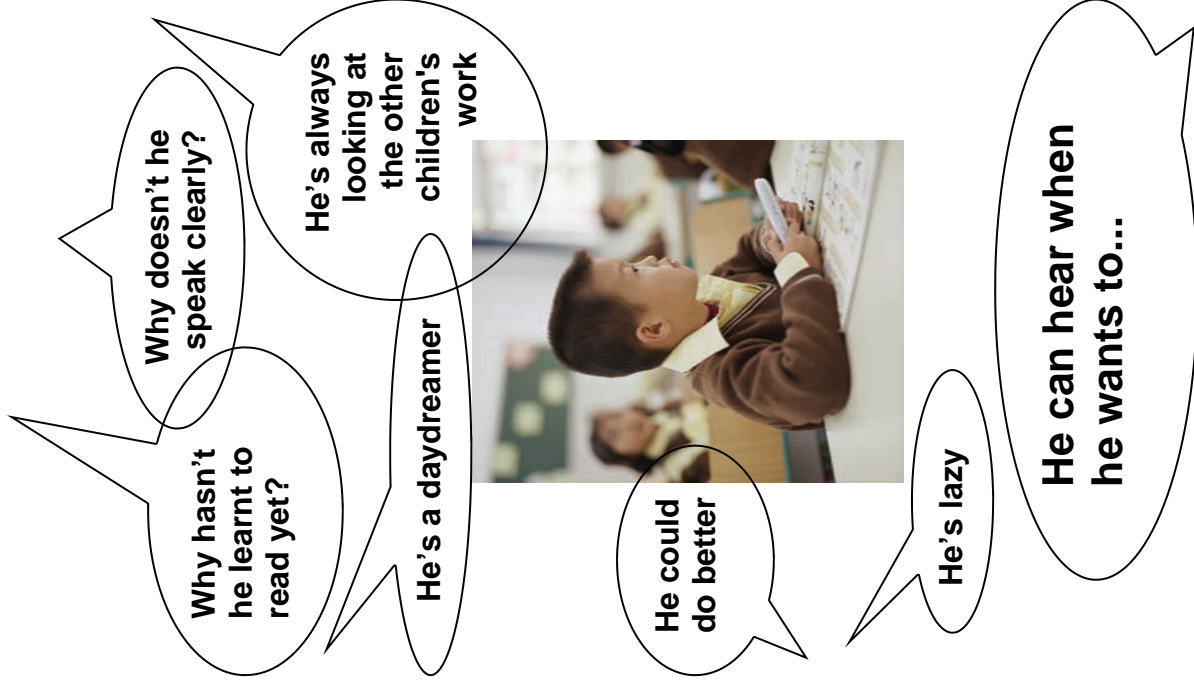 Why doesn’t he
speak clearly?
Why hasn’t
he learnt to
read yet?
He’s always
looking at
the other
children's
work
He’s a daydreamer
He could
do better
He’s lazy
He can hear when
he wants to...